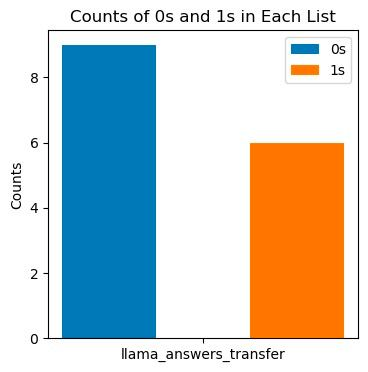 Counts of 0s and 1s in Each List
0s
1s
8
6
4
2
0
Counts
llama_answers_transfer